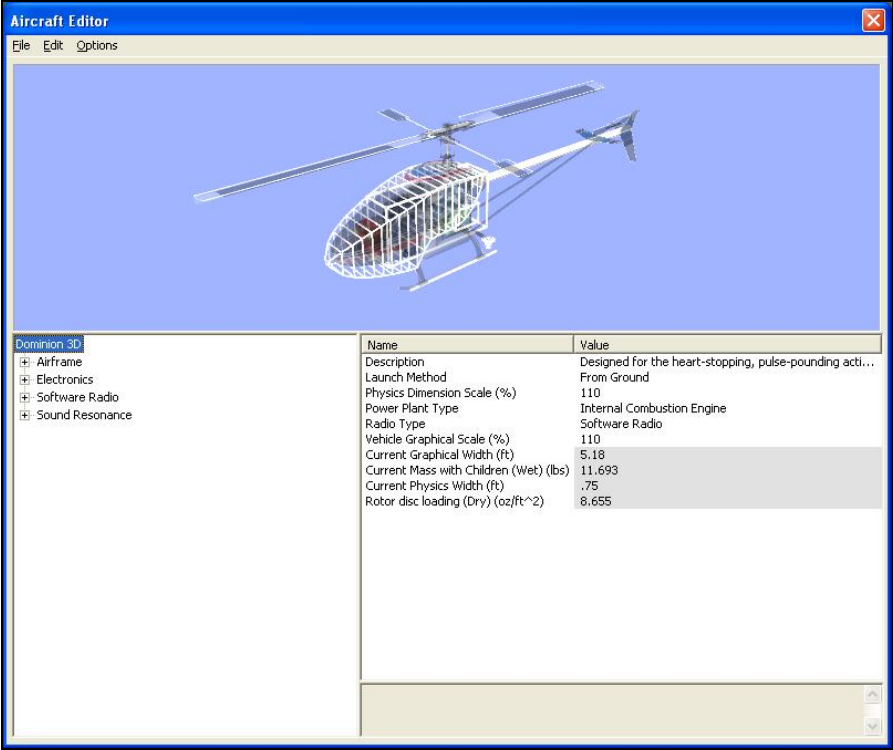 Aircraft Editor
File Edit Options
Dominion 3D
Airframe
Electronics
Software Radio
Sound Resonance
Name Value
Description Designed for the heart-stopping, pulse-pounding acti...
Launch Method From Ground
Physics Dimension Scale (%) 110
Power Plant Type Internal Combustion Engine
Radio Type Software Radio
Vehicle Graphical Scale (%) 110
Current Graphical Width (ft) 5.18
Current Mass with Children (Wet) (lbs) 11.693
Current Physics Width (ft) .75
Rotor disc loading (Dry) (oz/ft^2) 8.655